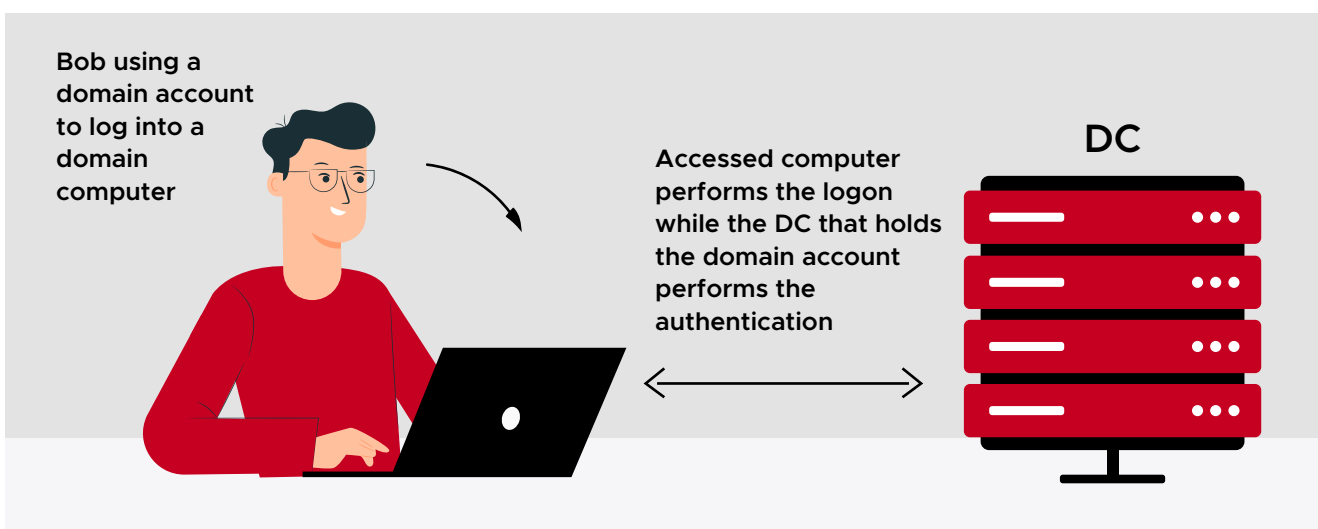 Bob using a
domain account
to log into a
domain
computer
Accessed computer
performs the logon
while the DC that holds
the domain account
performs the
authentication
DC